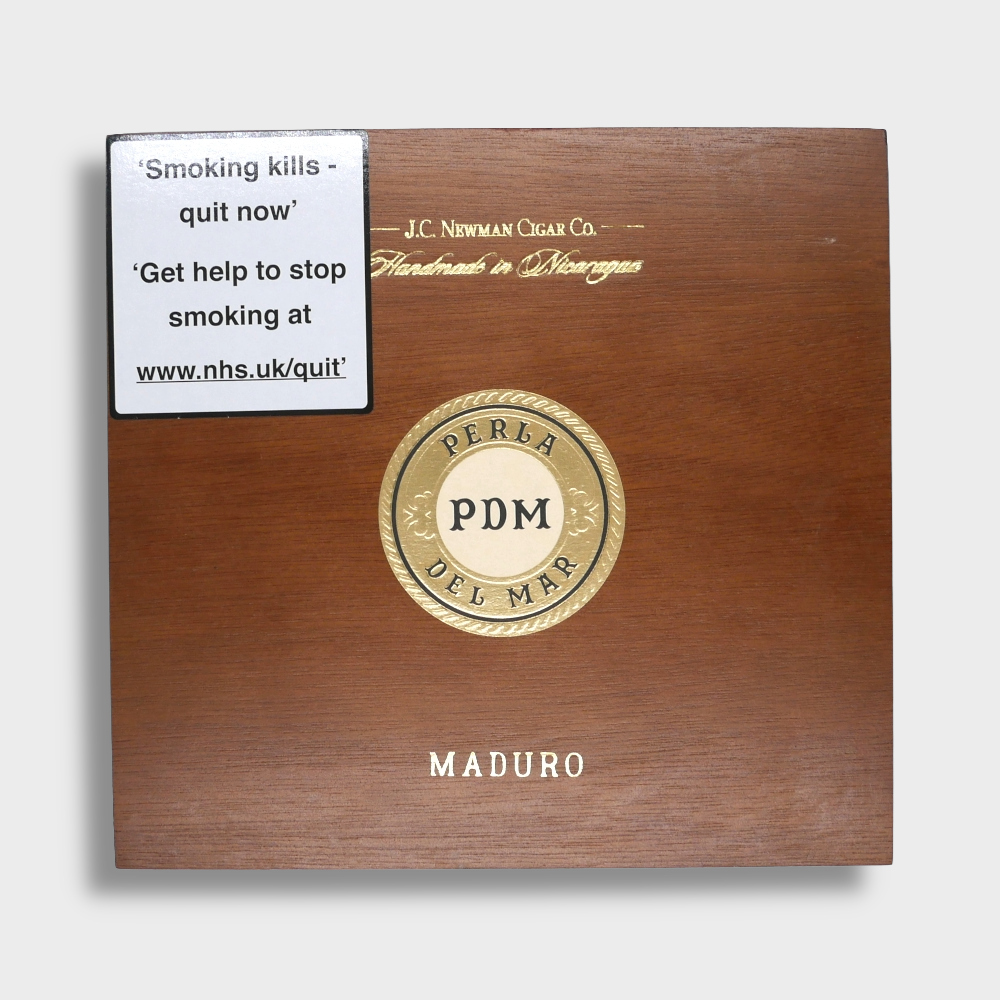 ‘Smoking kills -
quit now’
‘Get help to stop
smoking at
www.nhs.uk/quit’
J.C. Newman Cigar Co.
Handmade in Nicaragua
PERLA
PDM
DEL MAR
MADURO